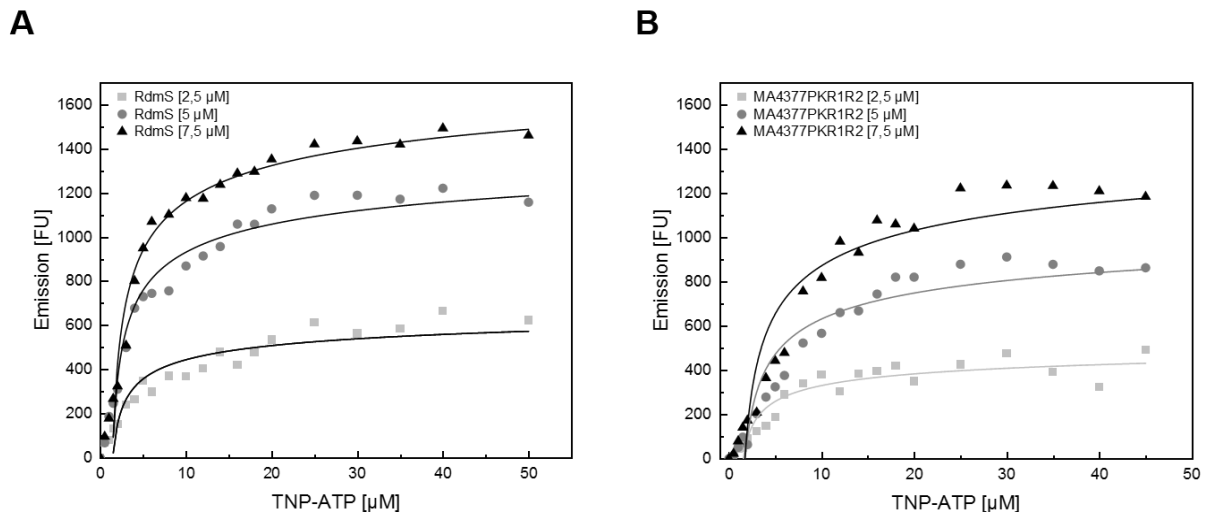 A
RdmS [2,5 µM]
RdmS [5 µM]
RdmS [7,5 µM]
1600
1400
1200
1000
800
600
400
200
0
Emission [FU]
0 10 20 30 40 50
TNP-ATP [µM]
B
MA4377PKR1R2 [2,5 µM]
MA4377PKR1R2 [5 µM]
MA4377PKR1R2 [7,5 µM]
1600
1400
1200
1000
800
600
400
200
0
Emission [FU]
0 10 20 30 40 50
TNP-ATP [µM]